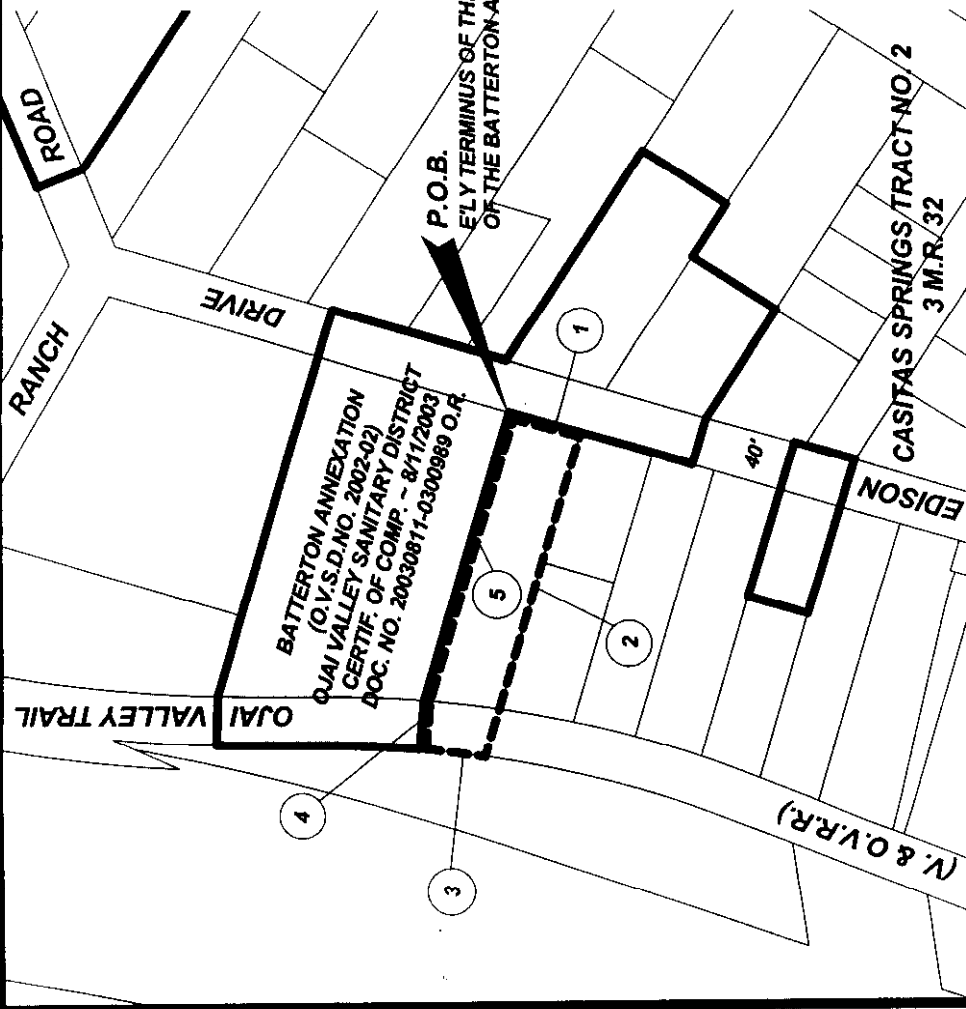 ROAD
RANCH
DRIVE
P.O.B.
E'LY TERMINUS OF TH
OF THE BATTERTON A
BATTERTON ANNEXATION
(O.V.S.D.NO. 2002-02)
OJAI VALLEY SANITARY DISTRICT
CERTIF. OF COMP. ~ 8/11/2003
DOC. NO. 20030811-0300989 O.R.
OJAI
VALLEY TRAIL
1
2
3
4
5
40'
EDISON
CASITAS SPRINGS TRACT NO. 2
3 M.R. 32
(V. & O.V.R.R.)